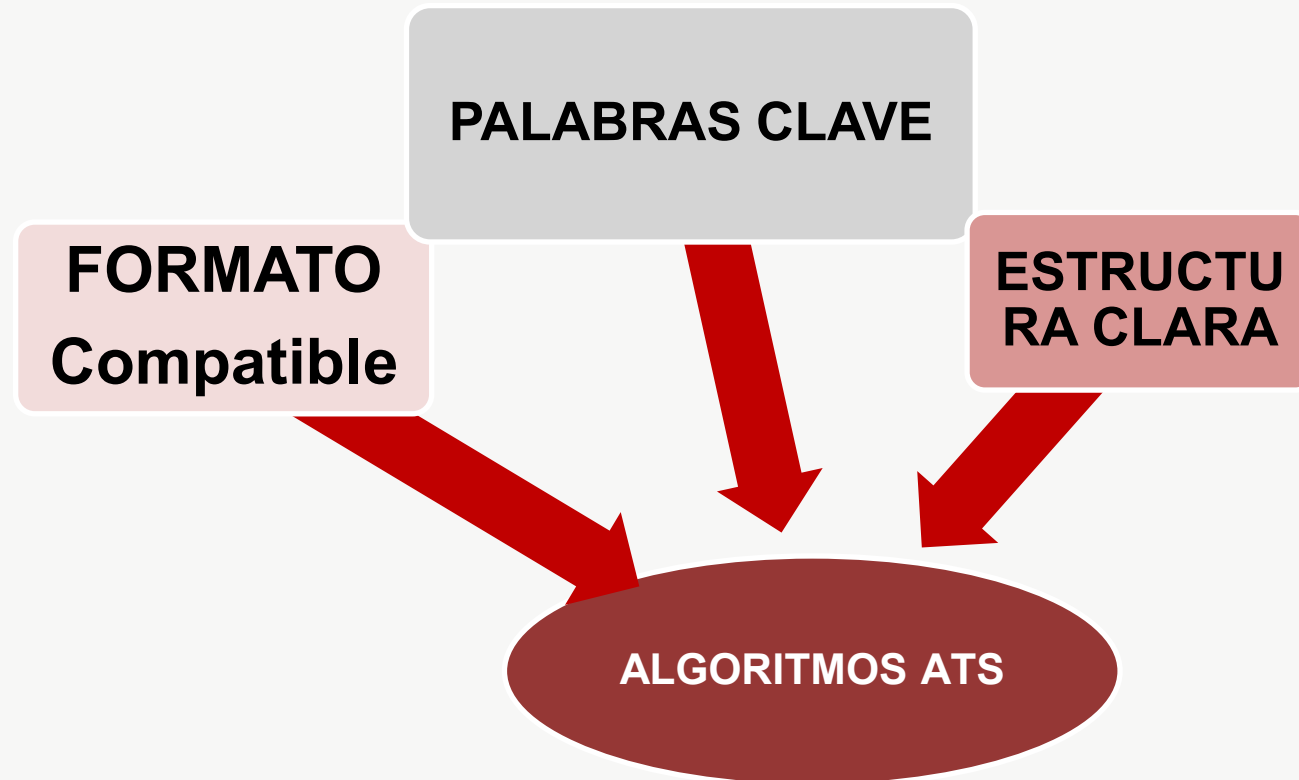 PALABRAS CLAVE
FORMATO
Compatible
ESTRUCTU
RA CLARA
ALGORITMOS ATS